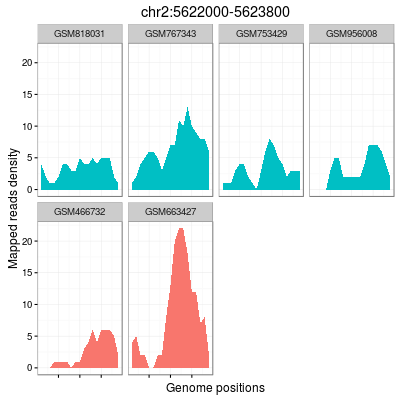 chr2:5622000-5623800
GSM818031 GSM767343 GSM753429 GSM956008
20
15
10
5
0
Mapped reads density
GSM466732 GSM663427
20
15
10
5
0
Genome positions